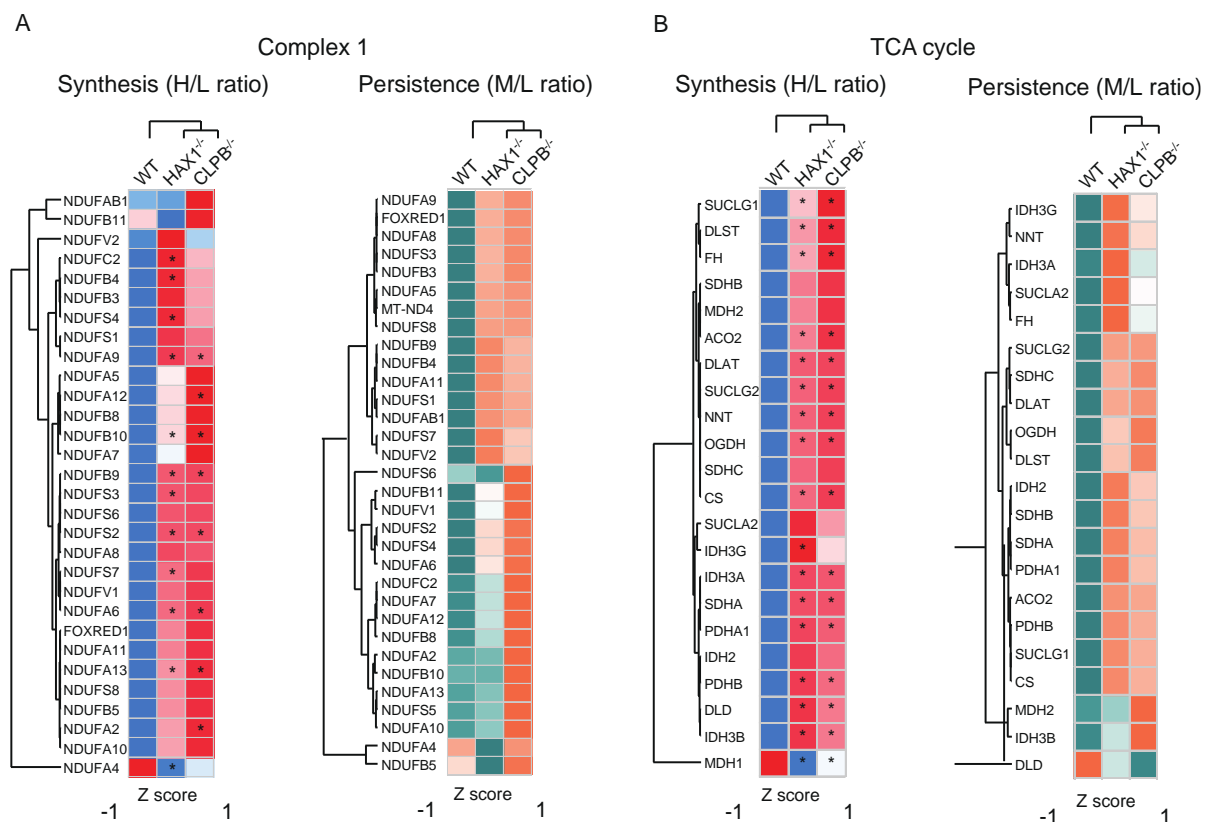 A
Complex 1
Synthesis (H/L ratio)
WT
HAX1-/-
CLPB-/-
NDUFAB1
NDUFB11
NDUFV2
NDUFC2
*
NDUFB4
*
NDUFB3
NDUFS4
*
NDUFS1
NDUFA9
* *
NDUFA5
NDUFA12
*
NDUFB8
NDUFB10
* *
NDUFA7
NDUFB9
* *
NDUFS3
*
NDUFS6
NDUFS2
* *
NDUFA8
NDUFS7
*
NDUFV1
NDUFA6
* *
FOXRED1
NDUFA11
NDUFA13
* *
NDUFS8
NDUFB5
NDUFA2
*
NDUFA10
NDUFA4
*
Z score
-1 1
Persistence (M/L ratio)
WT
HAX1-/-
CLPB-/-
NDUFA9
FOXRED1
NDUFA8
NDUFS3
NDUFB3
NDUFA5
MT-ND4
NDUFS8
NDUFB9
NDUFB4
NDUFA11
NDUFS1
NDUFAB1
NDUFS7
NDUFV2
NDUFS6
NDUFB11
NDUFV1
NDUFS2
NDUFS4
NDUFA6
NDUFC2
NDUFA7
NDUFA12
NDUFB8
NDUFA2
NDUFB10
NDUFA13
NDUFS5
NDUFA10
NDUFA4
NDUFB5
Z score
-1 1
B
TCA cycle
Synthesis (H/L ratio)
WT
HAX1-/-
CLPB-/-
SUCLG1
* *
DLST
* *
FH
* *
SDHB
MDH2
ACO2
* *
DLAT
* *
SUCLG2
* *
NNT
* *
OGDH
* *
SDHC
CS
* *
SUCLA2
IDH3G
*
IDH3A
* *
SDHA
* *
PDHA1
* *
IDH2
PDHB
* *
DLD
* *
IDH3B
* *
MDH1
* *
Z score
-1 1
Persistence (M/L ratio)
WT
HAX1-/-
CLPB-/-
IDH3G
NNT
IDH3A
SUCLA2
FH
SUCLG2
SDHC
DLAT
OGDH
DLST
IDH2
SDHB
SDHA
PDHA1
ACO2
PDHB
SUCLG1
CS
MDH2
IDH3B
DLD
Z score
-1 1